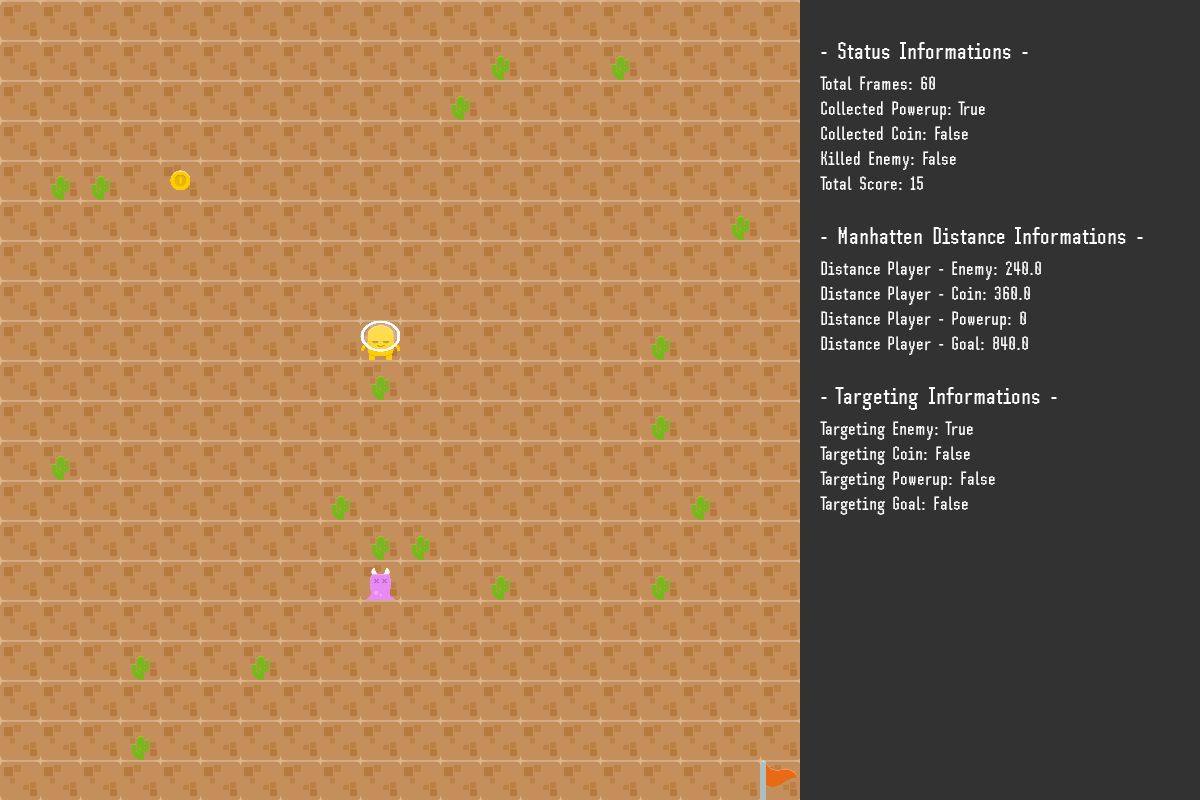 - Status Informations -
Total Frames: 60
Collected Powerup: True
Collected Coin: False
Killed Enemy: False
Total Score: 15
- Manhatten Distance Informations -
Distance Player - Enemy: 240.0
Distance Player - Coin: 360.0
Distance Player - Powerup: 0
Distance Player - Goal: 840.0
- Targeting Informations -
Targeting Enemy: True
Targeting Coin: False
Targeting Powerup: False
Targeting Goal: False